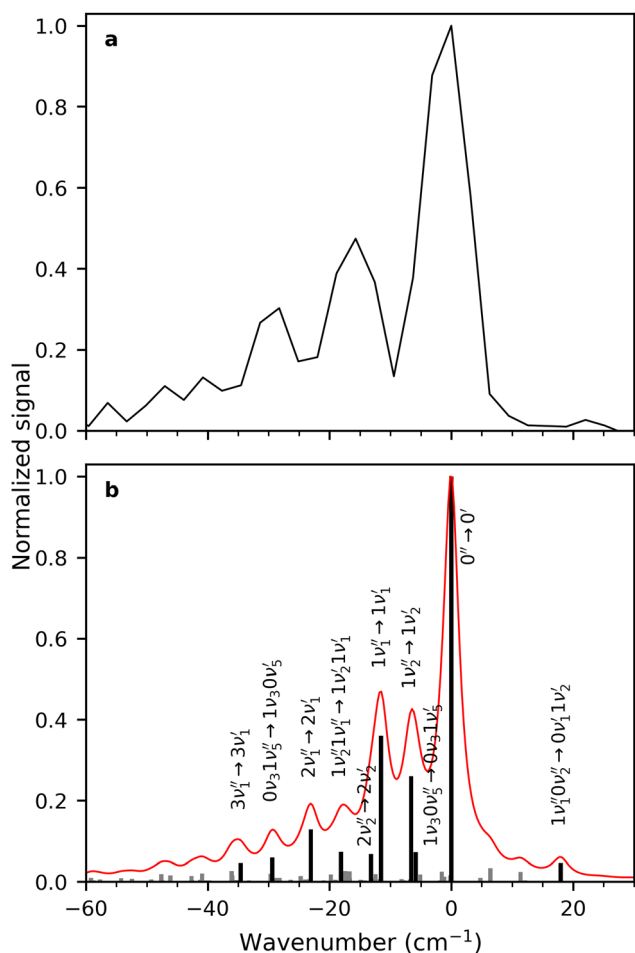 a
1.0
0.8
0.6
0.4
0.2
0.0
Normalized signal
b
1.0
0.8
0.6
0.4
0.2
0.0
3ν₁″→3ν₁′
0ν₃1ν₅″→1ν₃0ν₅′
2ν₁″→2ν₁′
1ν₂″1ν₁″→1ν₂′1ν₁′
2ν₂″→2ν₂′
1ν₁″→1ν₁′
1ν₂″→1ν₂′
1ν₃0ν₅″→0ν₃1ν₅′
0″→0′
1ν₁″0ν₂″→0ν₁′1ν₂′
−60 −40 −20 0 20
Wavenumber (cm⁻¹)